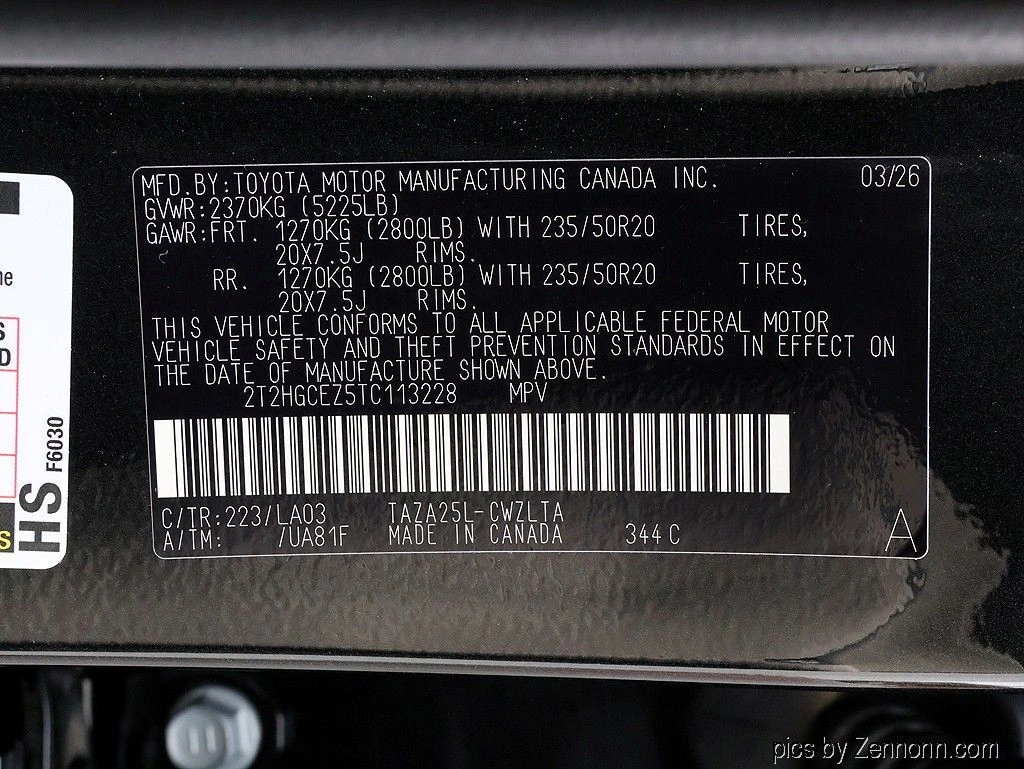 MFD.BY:TOYOTA MOTOR MANUFACTURING CANADA INC. 03/26
GVWR:2370KG (5225LB)
GAWR:FRT. 1270KG (2800LB) WITH 235/50R20 TIRES,
20X7.5J RIMS.
RR. 1270KG (2800LB) WITH 235/50R20 TIRES,
20X7.5J RIMS.
THIS VEHICLE CONFORMS TO ALL APPLICABLE FEDERAL MOTOR
VEHICLE SAFETY AND THEFT PREVENTION STANDARDS IN EFFECT ON
THE DATE OF MANUFACTURE SHOWN ABOVE.
2T2HGCEZ5TC113228 MPV
C/TR:223/LA03 TAZA25L-CWZLTA
A/TM: /UA81F MADE IN CANADA 344C
A
HS F6030
pics by Zennonn.com